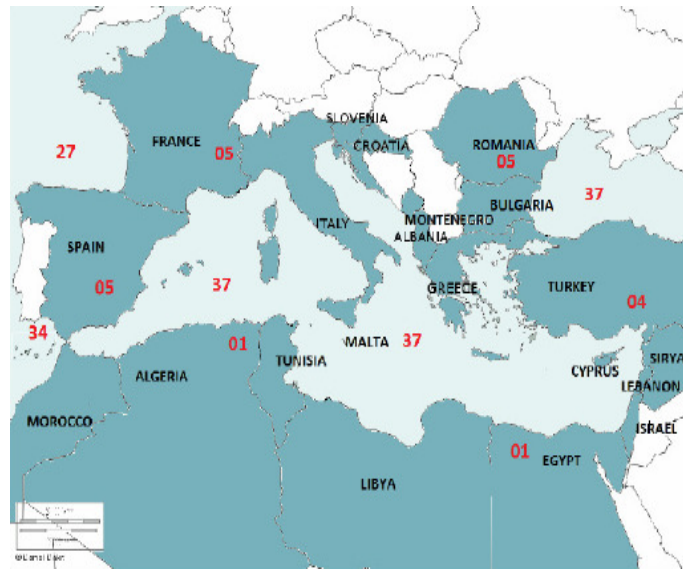 SLOVENIA
FRANCE
CROATIA
ROMANIA
27
05
05
BULGARIA
37
MONTENEGRO
ITALY
ALBANIA
SPAIN
05
37
GREECE
TURKEY
04
34
01
MALTA
37
TUNISIA
SIRYA
CYPRUS
ALGERIA
LEBANON
MOROCCO
ISRAEL
01
EGYPT
LIBYA